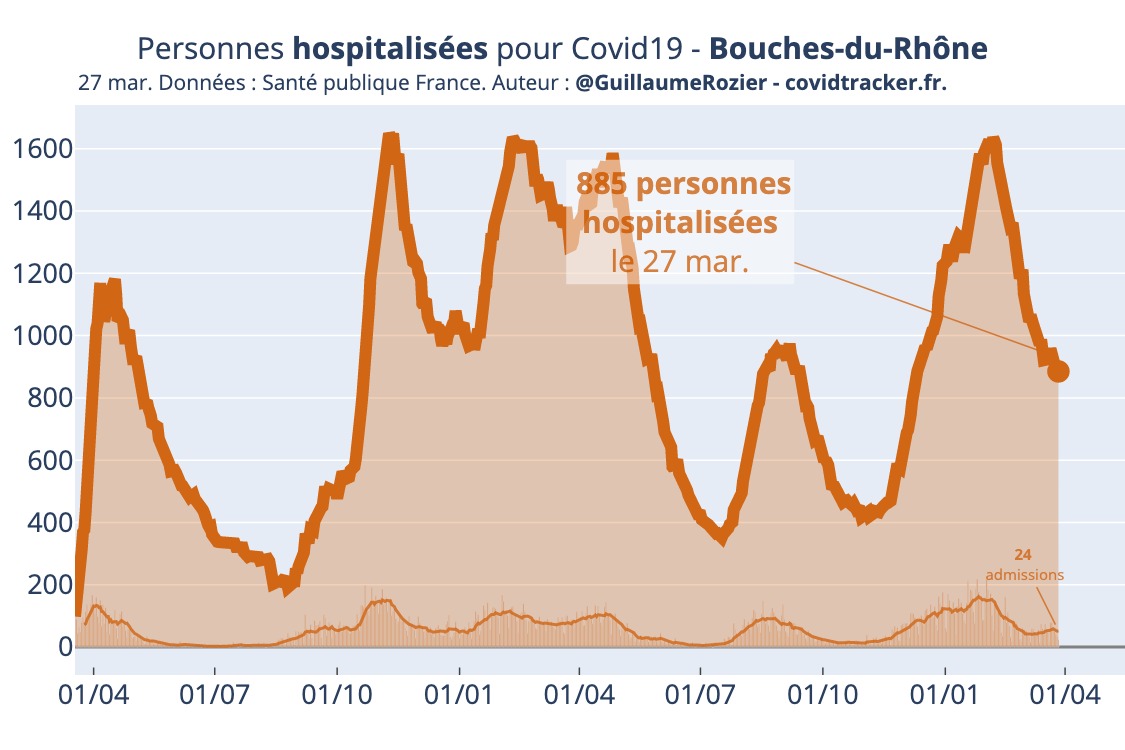 Personnes hospitalisées pour Covid19 - Bouches-du-Rhône
27 mar. Données : Santé publique France. Auteur : @GuillaumeRozier - covidtracker.fr.
1600
1400
1200
1000
800
600
400
200
0
885 personnes
hospitalisées
le 27 mar.
24
admissions
01/04 01/07 01/10 01/01 01/04 01/07 01/10 01/01 01/04